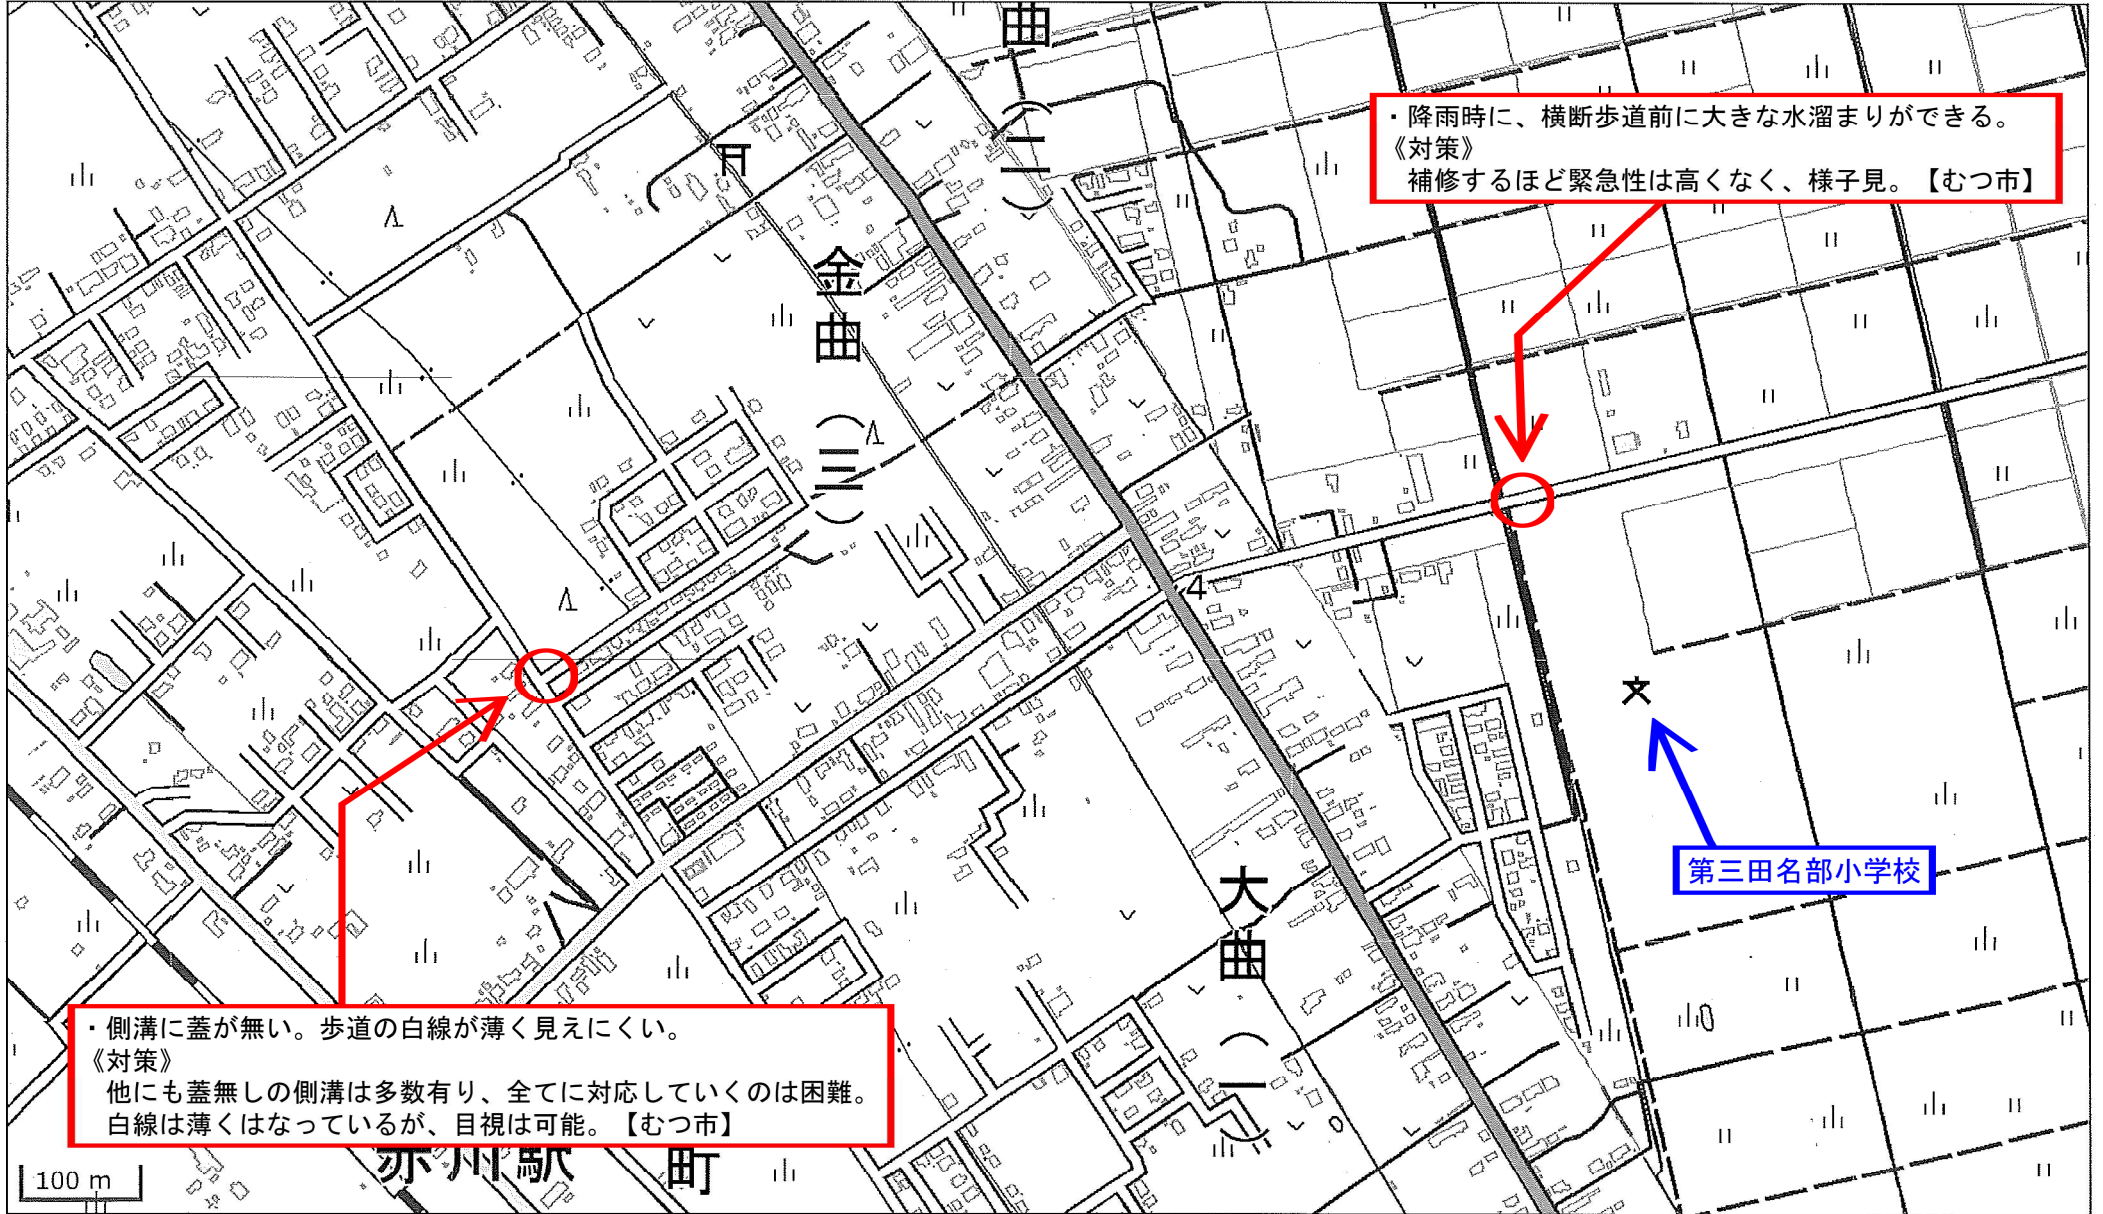 曲(二)
・降雨時に、横断歩道前に大きな水溜まりができる。
《対策》
補修するほど緊急性は高くなく、様子見。【むつ市】
金曲(三)
4
第三田名部小学校
大曲(一)
・側溝に蓋が無い。歩道の白線が薄く見えにくい。
《対策》
他にも蓋無しの側溝は多数有り、全てに対応していくのは困難。
白線は薄くはなっているが、目視は可能。【むつ市】
赤川駅
町
100 m